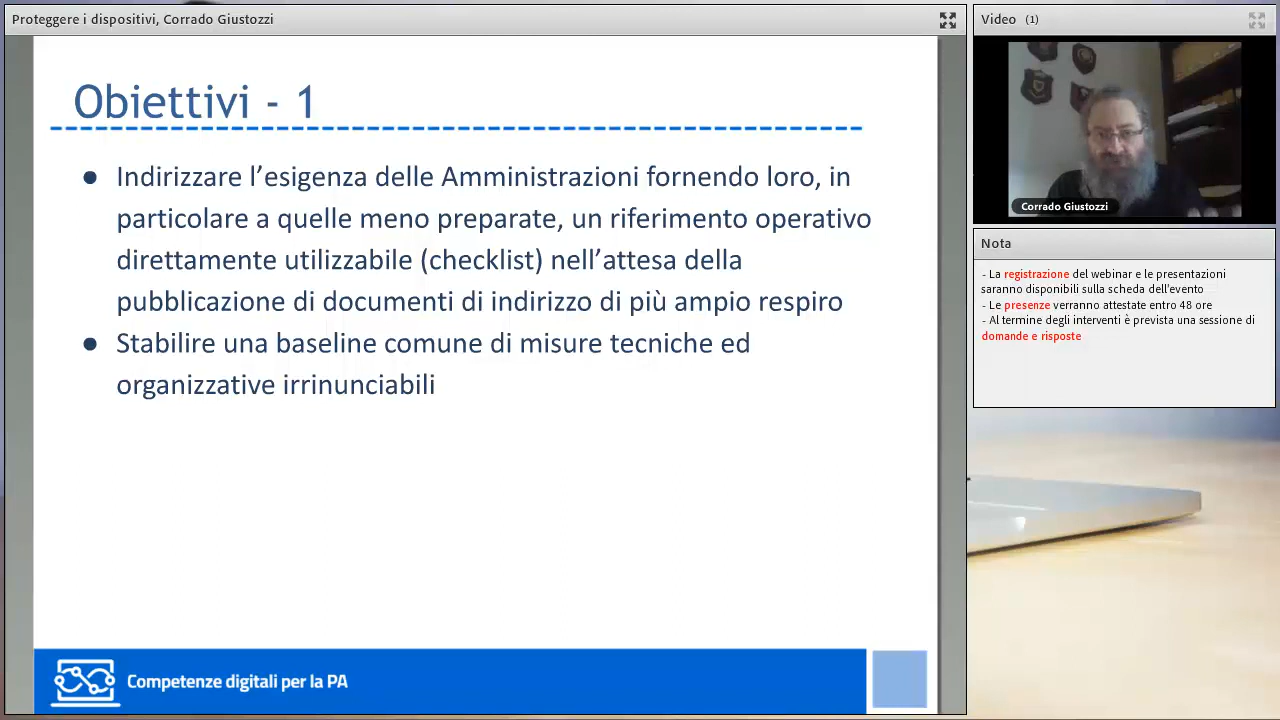 Proteggere i dispositivi, Corrado Giustozzi
Obiettivi - 1
● Indirizzare l’esigenza delle Amministrazioni fornendo loro, in
particolare a quelle meno preparate, un riferimento operativo
direttamente utilizzabile (checklist) nell’attesa della
pubblicazione di documenti di indirizzo di più ampio respiro
● Stabilire una baseline comune di misure tecniche ed
organizzative irrinunciabili
Competenze digitali per la PA
Video (1)
Corrado Giustozzi
Nota
- La registrazione del webinar e le presentazioni
saranno disponibili sulla scheda dell'evento
- Le presenze verranno attestate entro 48 ore
- Al termine degli interventi è prevista una sessione di
domande e risposte